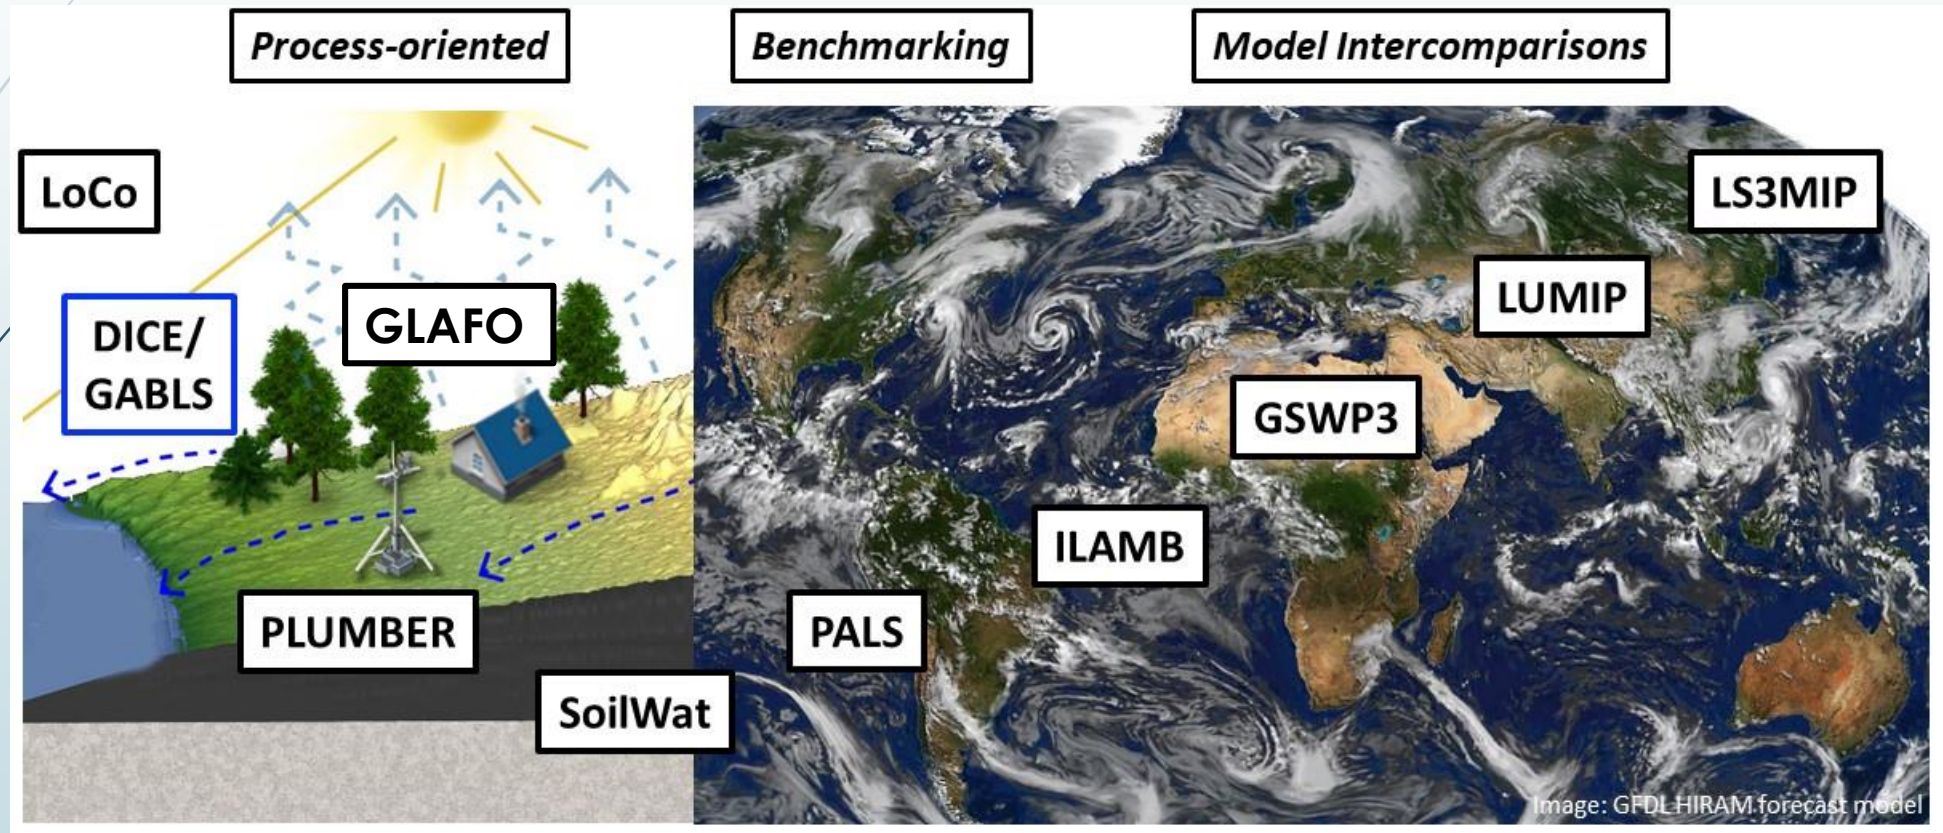 Process-oriented
Benchmarking
Model Intercomparisons
LoCo
LS3MIP
DICE/
GABLS
GLAFO
LUMIP
GSWP3
ILAMB
PLUMBER
PALS
SoilWat
Image: GFDL HIRAM forecast model